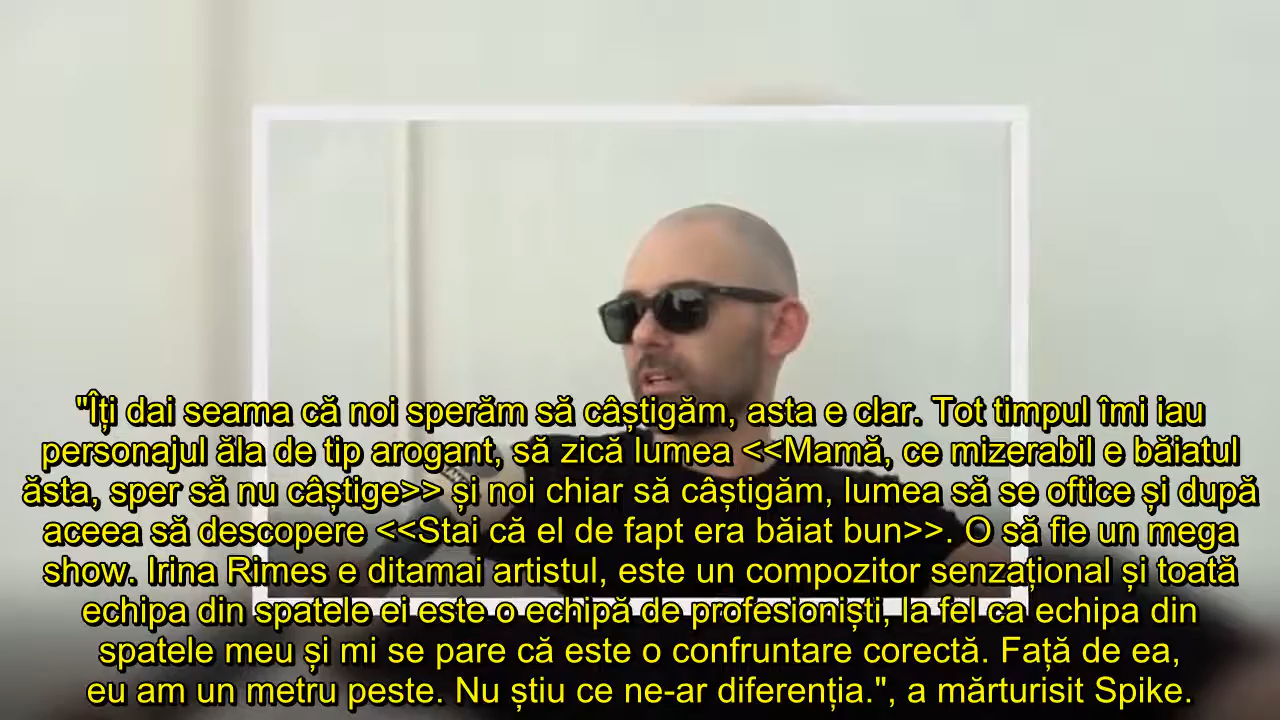 "Îți dai seama că noi sperăm să câștigăm, asta e clar. Tot timpul îmi iau
personajul ăla de tip arogant, să zică lumea <<Mamă, ce mizerabil e băiatul
ăsta, sper să nu câștige>> și noi chiar să câștigăm, lumea să se oftice și după
aceea să descopere <<Stai că el de fapt era băiat bun>>. O să fie un mega
show. Irina Rimes e ditamai artistul, este un compozitor senzațional și toată
echipa din spatele ei este o echipă de profesioniști, la fel ca echipa din
spatele meu și mi se pare că este o confruntare corectă. Față de ea,
eu am un metru peste. Nu știu ce ne-ar diferenția.", a mărturisit Spike.